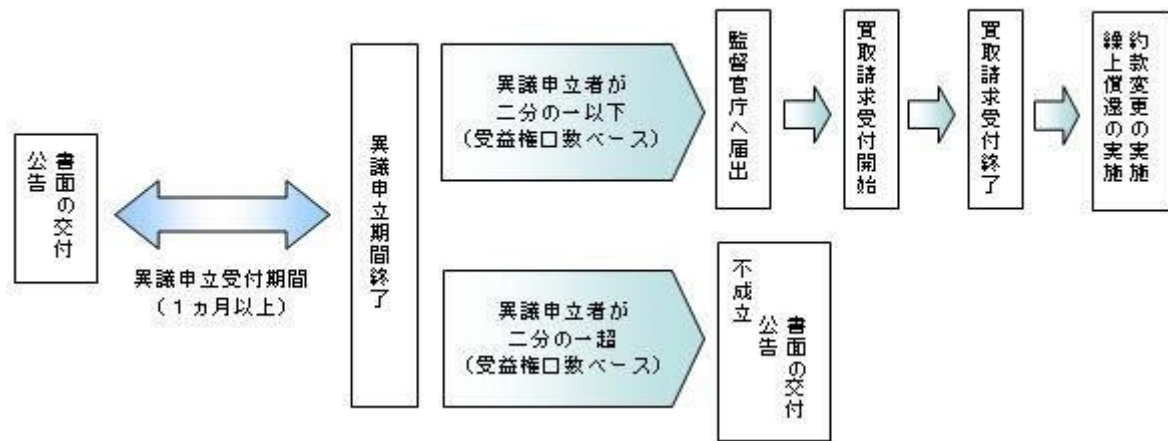 書面の交付
公告
異議申立受付期間
（１ヵ月以上）
異議申立期間終了
異議申立者が
二分の一以下
（受益権口数ベース）
監督官庁へ届出
買取請求受付開始
買取請求受付終了
約款変更の実施
繰上償還の実施
異議申立者が
二分の一超
（受益権口数ベース）
不成立
書面の交付
公告